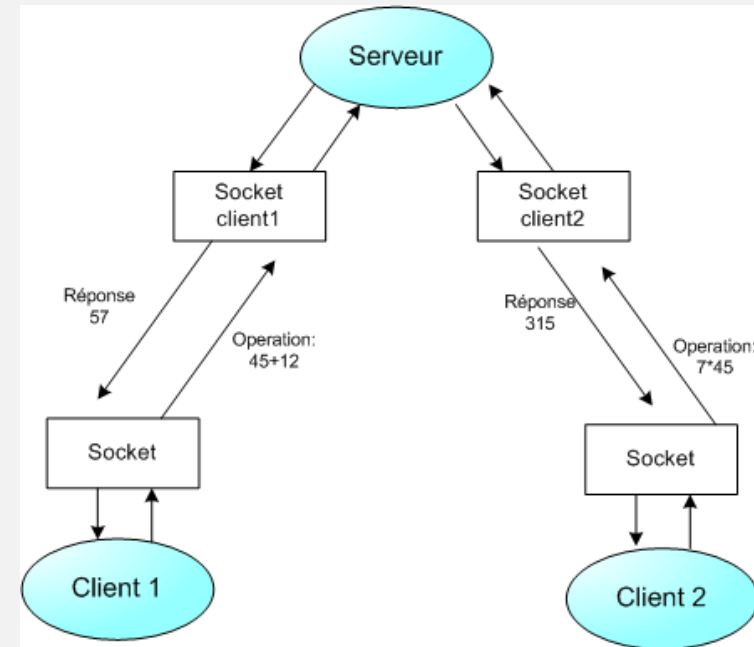 Serveur
Socket
client1
Socket
client2
Réponse
57
Operation:
45+12
Réponse
315
Operation:
7*45
Socket
Socket
Client 1
Client 2